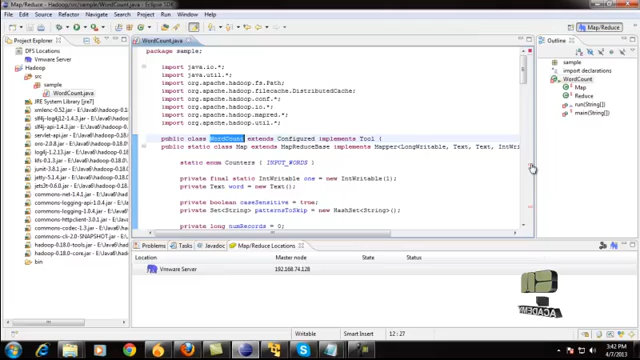 Map/Reduce - Hadoop/src/sample/WordCount.java - Eclipse SDK
File Edit Source Refactor Navigate Search Project Run Window Help
Map/Reduce
Project Explorer
DFS Locations
Vmware Server
Hadoop
src
sample
WordCount.java
JRE System Library [jre7]
bin
WordCount.java
package sample;
import java.io.*;
import java.util.*;
import org.apache.hadoop.fs.Path;
import org.apache.hadoop.filecache.DistributedCache;
import org.apache.hadoop.conf.*;
import org.apache.hadoop.io.*;
import org.apache.hadoop.mapred.*;
import org.apache.hadoop.util.*;
public class WordCount extends Configured implements Tool {
public static class Map extends MapReduceBase implements Mapper<LongWritable, Text, Text, IntWri
static enum Counters { INPUT_WORDS }
private final static IntWritable one = new IntWritable(1);
private Text word = new Text();
private boolean caseSensitive = true;
private Set<String> patternsToSkip = new HashSet<String>();
private long numRecords = 0;
Outline
sample
import declarations
WordCount
Map
Reduce
run(String[])
main(String[])
Problems Tasks Javadoc Map/Reduce Locations
Location Master node State Status
Vmware Server 192.168.74.128
ACADEMY
Writable Smart Insert 12 : 27
3:42 PM
4/7/2013